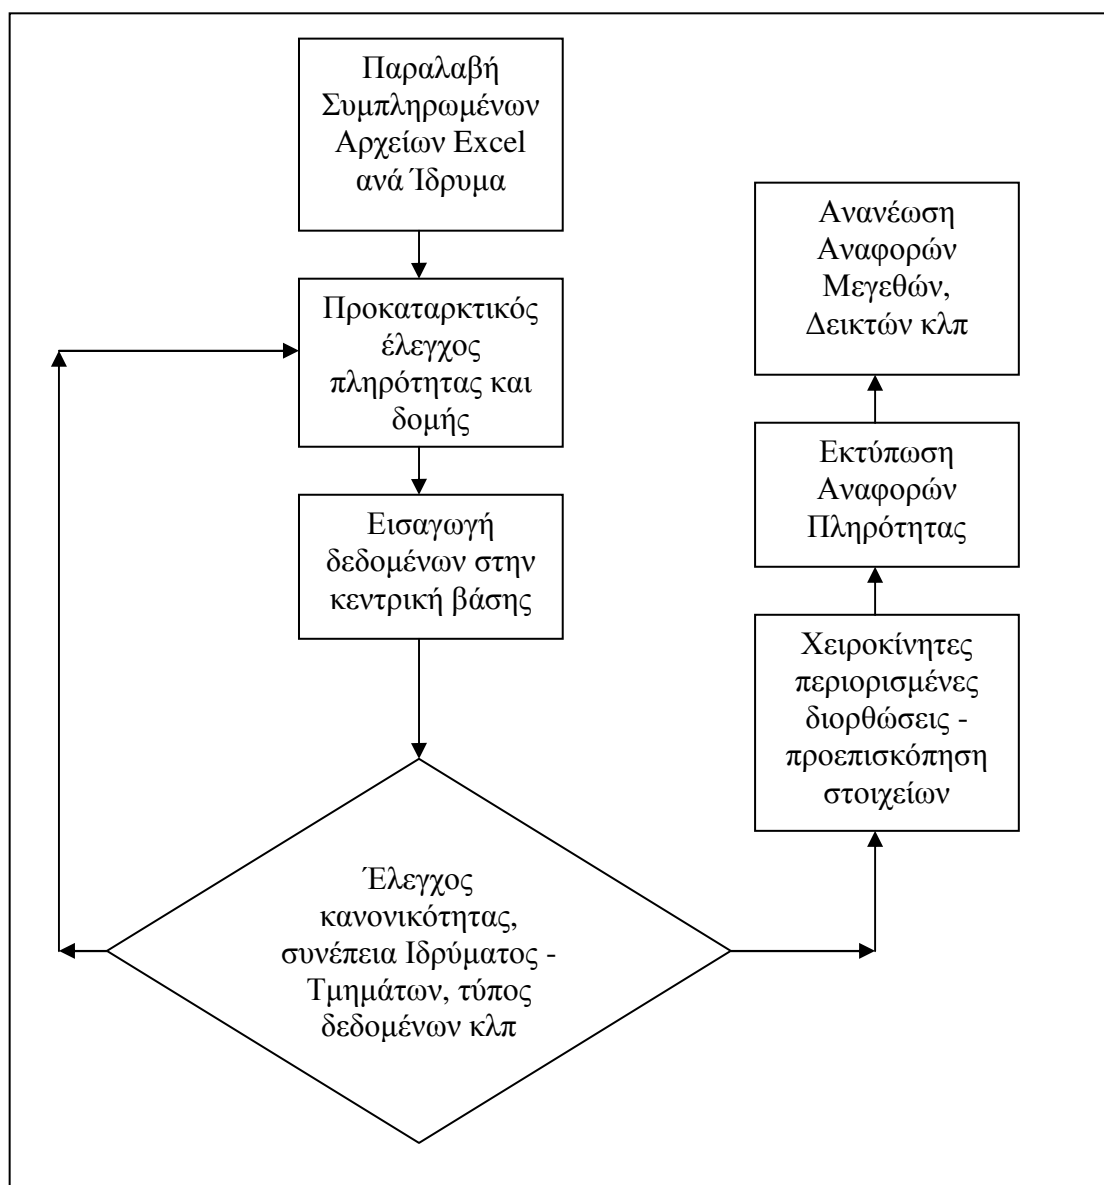 Παραλαβή
Συμπληρωμένων
Αρχείων Excel
ανά Ίδρυμα
Προκαταρκτικός
έλεγχος
πληρότητας και
δομής
Εισαγωγή
δεδομένων στην
κεντρική βάσης
Έλεγχος
κανονικότητας,
συνέπεια Ιδρύματος -
Τμημάτων, τύπος
δεδομένων κλπ
Χειροκίνητες
περιορισμένες
διορθώσεις -
προεπισκόπηση
στοιχείων
Εκτύπωση
Αναφορών
Πληρότητας
Ανανέωση
Αναφορών
Μεγεθών,
Δεικτών κλπ